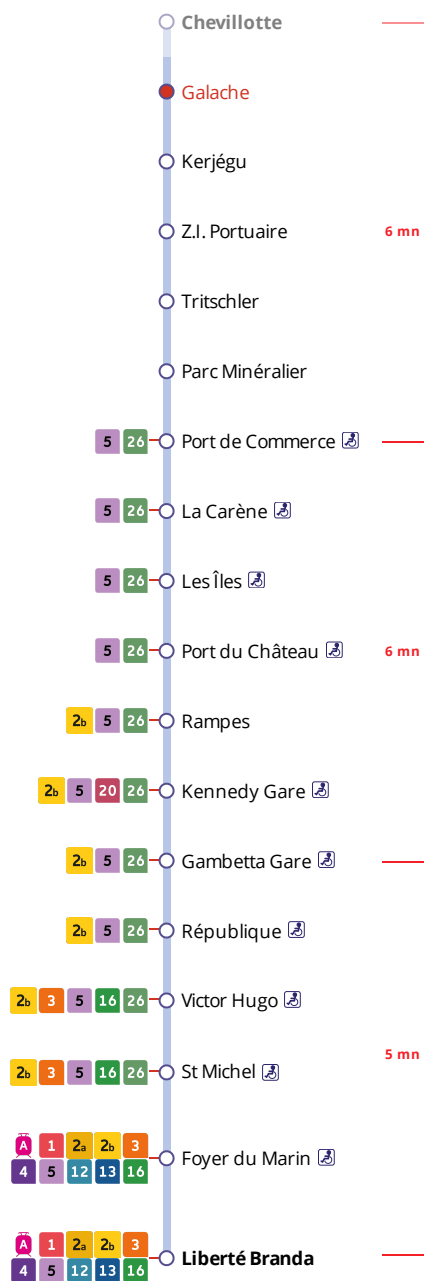 Chevillotte
Galache
Kerjégu
Z.I. Portuaire 6 mn
Tritschler
Parc Minéralier
5 26 Port de Commerce
5 26 La Carène
5 26 Les Îles
5 26 Port du Château 6 mn
2b 5 26 Rampes
2b 5 20 26 Kennedy Gare
2b 5 26 Gambetta Gare
2b 5 26 République
2b 3 5 16 26 Victor Hugo
5 mn
2b 3 5 16 26 St Michel
A 1 2a 2b 3
Foyer du Marin
4 5 12 13 16
A 1 2a 2b 3
Liberté Branda
4 5 12 13 16